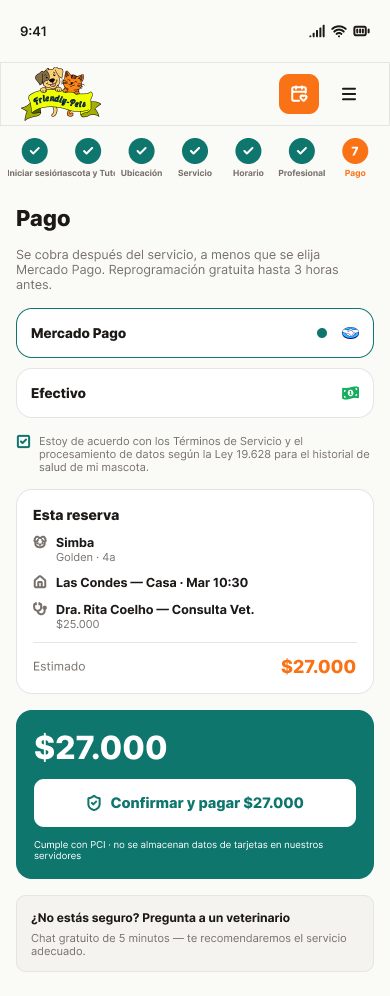 9:41
Friendly-Pets
Iniciar sesión
ascota y Tut
Ubicación
Servicio
Horario
Profesional
7
Pago
Pago
Se cobra después del servicio, a menos que se elija
Mercado Pago. Reprogramación gratuita hasta 3 horas
antes.
Mercado Pago
Efectivo
Estoy de acuerdo con los Términos de Servicio y el
procesamiento de datos según la Ley 19.628 para el historial de
salud de mi mascota.
Esta reserva
Simba
Golden · 4a
Las Condes — Casa · Mar 10:30
Dra. Rita Coelho — Consulta Vet.
$25.000
Estimado
$27.000
$27.000
Confirmar y pagar $27.000
Cumple con PCI · no se almacenan datos de tarjetas en nuestros
servidores
¿No estás seguro? Pregunta a un veterinario
Chat gratuito de 5 minutos — te recomendaremos el servicio
adecuado.